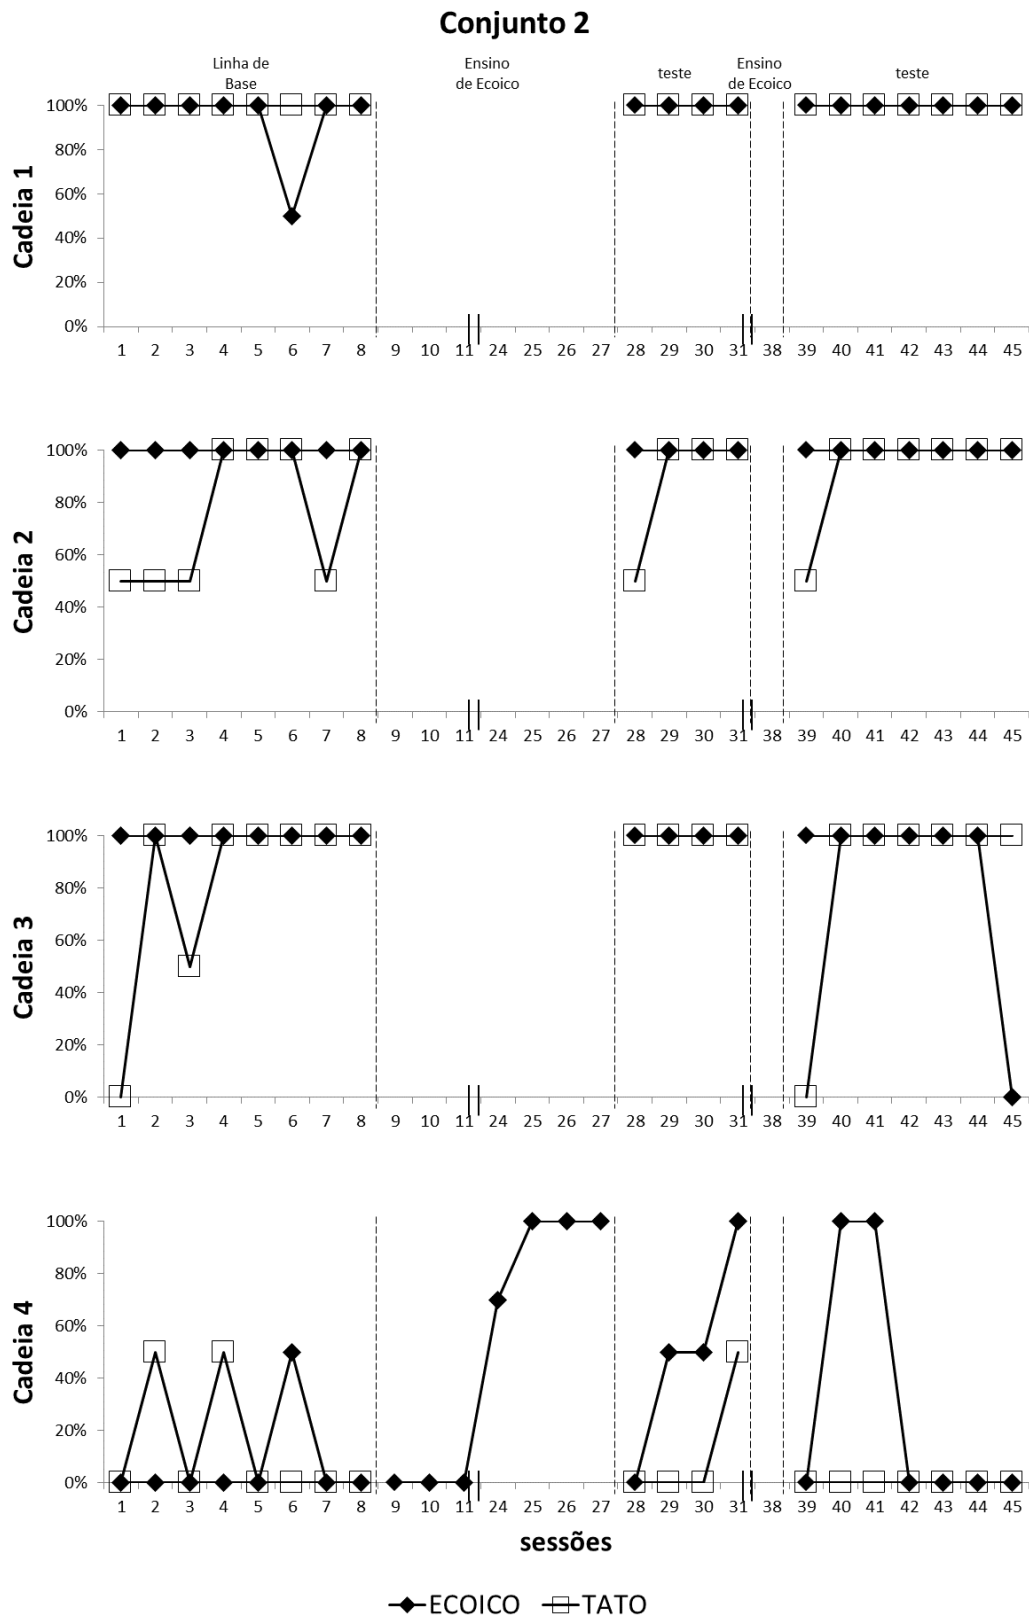 Conjunto 2
Linha de
Base
Ensino
de Ecoico
teste
Ensino
de Ecoico
teste
Cadeia 1
100%
80%
60%
40%
20%
0%
1 2 3 4 5 6 7 8 9 10 11 24 25 26 27 28 29 30 31 38 39 40 41 42 43 44 45
Cadeia 2
100%
80%
60%
40%
20%
0%
1 2 3 4 5 6 7 8 9 10 11 24 25 26 27 28 29 30 31 38 39 40 41 42 43 44 45
Cadeia 3
100%
80%
60%
40%
20%
0%
1 2 3 4 5 6 7 8 9 10 11 24 25 26 27 28 29 30 31 38 39 40 41 42 43 44 45
Cadeia 4
100%
80%
60%
40%
20%
0%
1 2 3 4 5 6 7 8 9 10 11 24 25 26 27 28 29 30 31 38 39 40 41 42 43 44 45
sessões
ECOICO TATO